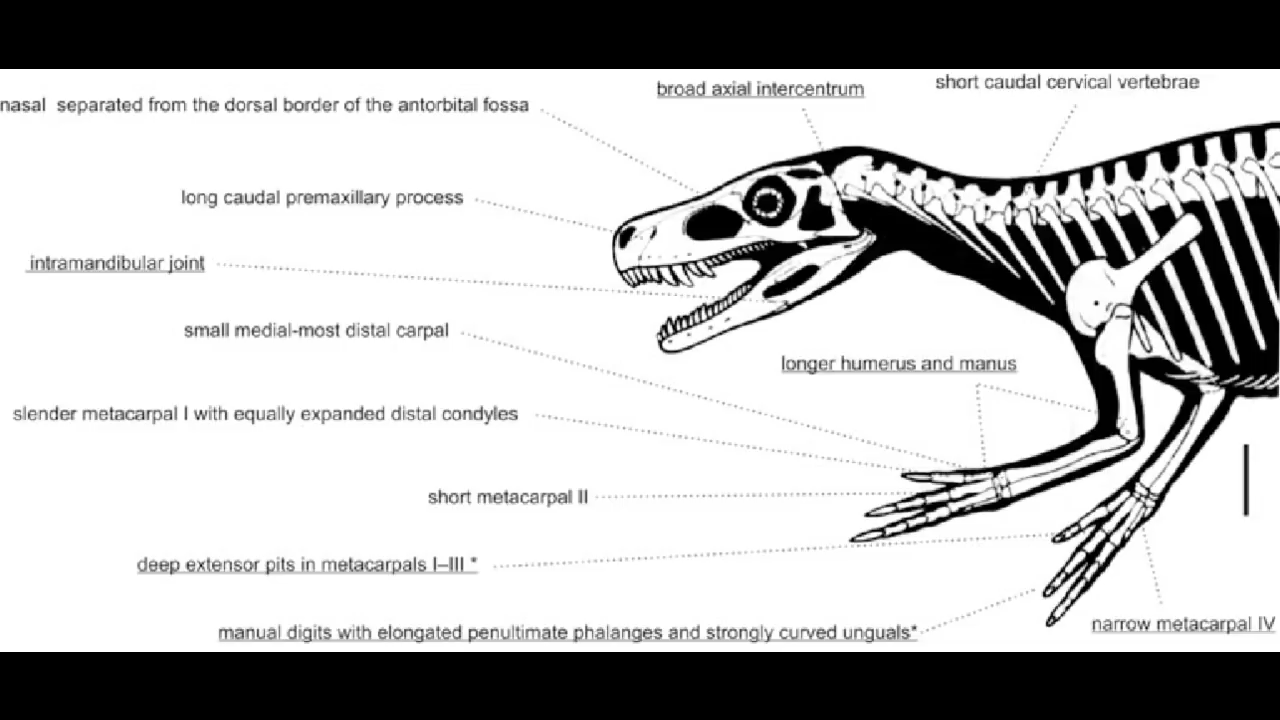 broad axial intercentrum
short caudal cervical vertebrae
nasal separated from the dorsal border of the antorbital fossa
long caudal premaxillary process
intramandibular joint
small medial-most distal carpal
longer humerus and manus
slender metacarpal I with equally expanded distal condyles
short metacarpal II
deep extensor pits in metacarpals I–III *
manual digits with elongated penultimate phalanges and strongly curved unguals*
narrow metacarpal IV